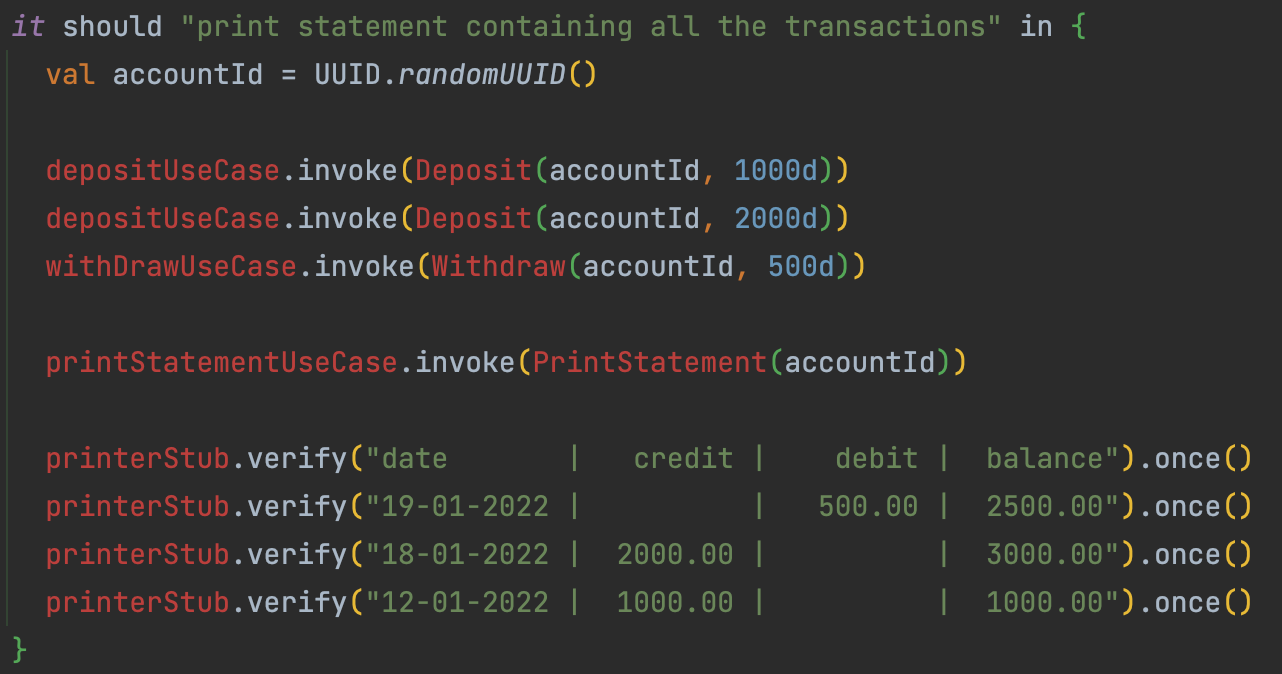 it should "print statement containing all the transactions" in {
  val accountId = UUID.randomUUID()

  depositUseCase.invoke(Deposit(accountId, 1000d))
  depositUseCase.invoke(Deposit(accountId, 2000d))
  withDrawUseCase.invoke(Withdraw(accountId, 500d))

  printStatementUseCase.invoke(PrintStatement(accountId))

  printerStub.verify("date       |   credit |    debit |  balance").once()
  printerStub.verify("19-01-2022 |          |   500.00 |  2500.00").once()
  printerStub.verify("18-01-2022 |  2000.00 |          |  3000.00").once()
  printerStub.verify("12-01-2022 |  1000.00 |          |  1000.00").once()
}